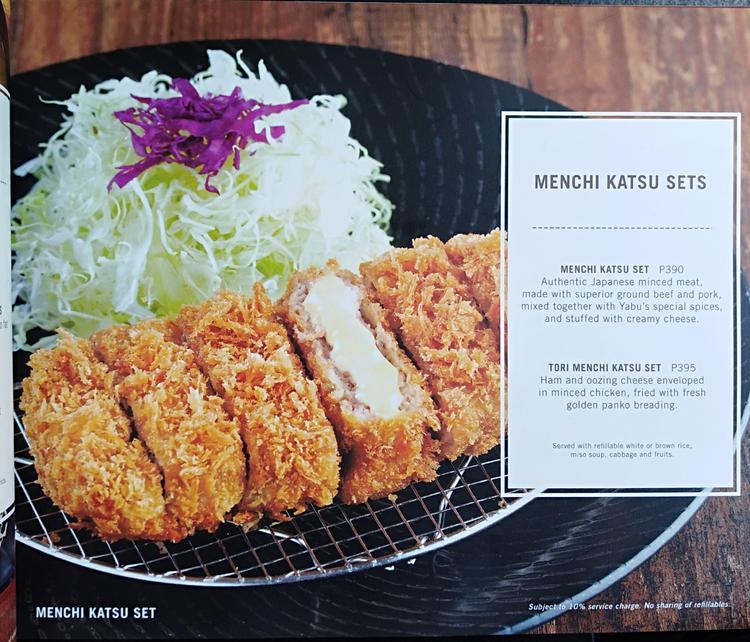 MENCHI KATSU SETS
MENCHI KATSU SET P390
Authentic Japanese minced meat,
made with superior ground beef and pork,
mixed together with Yabu's special spices,
and stuffed with creamy cheese.
TORI MENCHI KATSU SET P395
Ham and oozing cheese enveloped
in minced chicken, fried with fresh
golden panko breading.
Served with refillable white or brown rice,
miso soup, cabbage and fruits.
MENCHI KATSU SET
Subject to 10% service charge. No sharing of refillables.